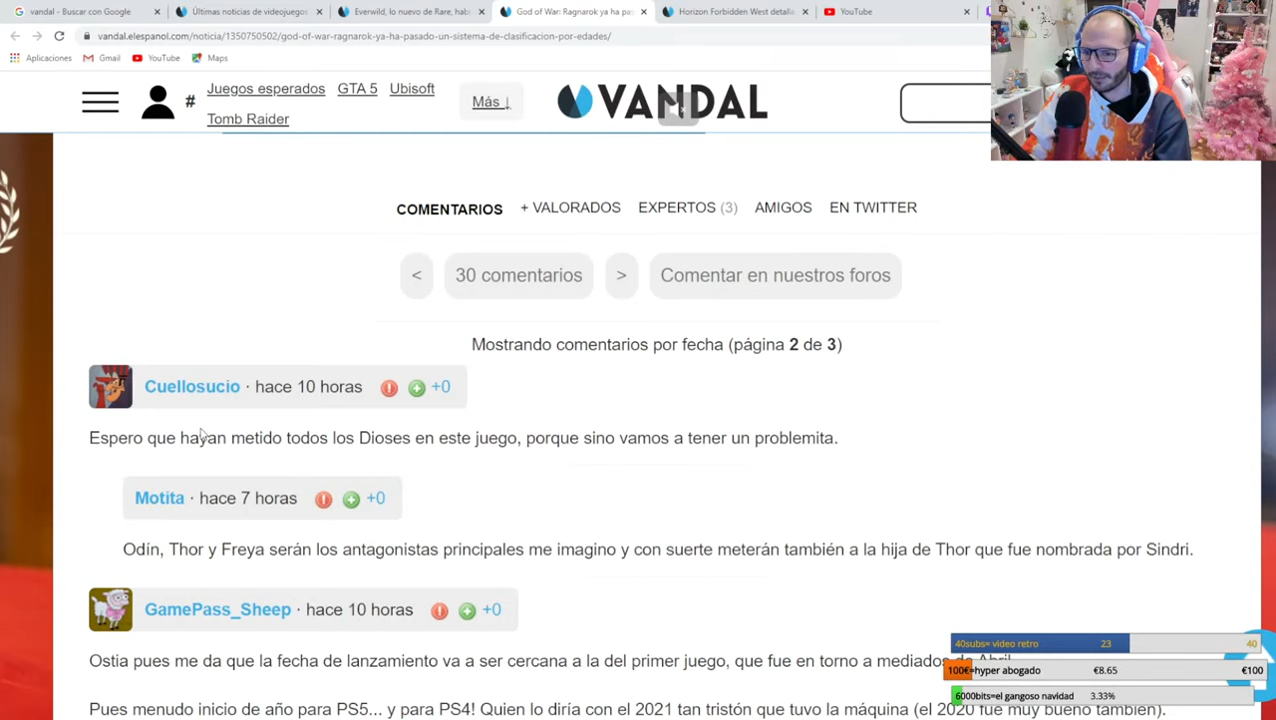 vandal - Buscar con Google
Últimas noticias de videojuegos
Everwild, lo nuevo de Rare, hab
God of War: Ragnarok ya ha pas
Horizon Forbidden West detalla
YouTube
vandal.elespanol.com/noticia/1350750502/god-of-war-ragnarok-ya-ha-pasado-un-sistema-de-clasificacion-por-edades/
Aplicaciones
Gmail
YouTube
Maps
#
Juegos esperados
GTA 5
Ubisoft
Tomb Raider
Más ↓
VANDAL
COMENTARIOS
+ VALORADOS
EXPERTOS (3)
AMIGOS
EN TWITTER
<
30 comentarios
>
Comentar en nuestros foros
Mostrando comentarios por fecha (página 2 de 3)
Cuellosucio · hace 10 horas +0
Espero que hayan metido todos los Dioses en este juego, porque sino vamos a tener un problemita.
Motita · hace 7 horas +0
Odín, Thor y Freya serán los antagonistas principales me imagino y con suerte meterán también a la hija de Thor que fue nombrada por Sindri.
GamePass_Sheep · hace 10 horas +0
Ostia pues me da que la fecha de lanzamiento va a ser cercana a la del primer juego, que fue en torno a mediados de Abril
Pues menudo inicio de año para PS5... y para PS4! Quien lo diría con el 2021 tan tristón que tuvo la máquina (el 2020 fue muy bueno también).
40subs= video retro 23 40
100€=hyper abogado €8.65 €100
6000bits=el gangoso navidad 3.33%